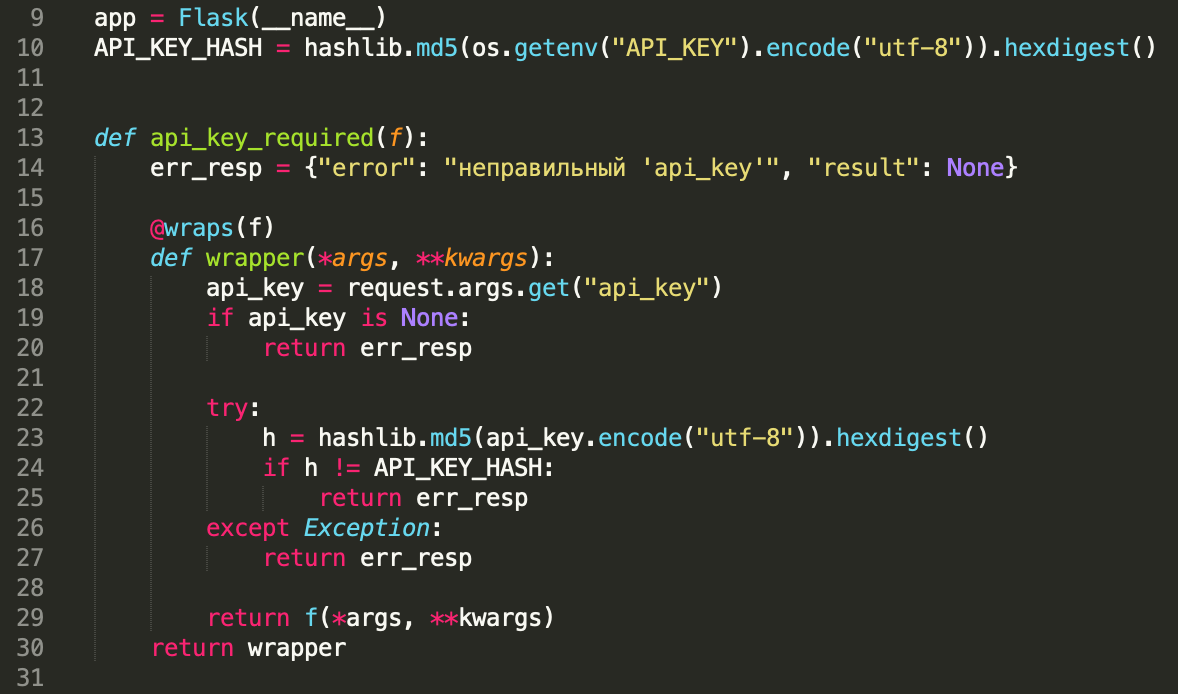 9 app = Flask(__name__)
10 API_KEY_HASH = hashlib.md5(os.getenv("API_KEY").encode("utf-8")).hexdigest()
11
12
13 def api_key_required(f):
14     err_resp = {"error": "неправильный 'api_key'", "result": None}
15
16     @wraps(f)
17     def wrapper(*args, **kwargs):
18         api_key = request.args.get("api_key")
19         if api_key is None:
20             return err_resp
21
22         try:
23             h = hashlib.md5(api_key.encode("utf-8")).hexdigest()
24             if h != API_KEY_HASH:
25                 return err_resp
26         except Exception:
27             return err_resp
28
29         return f(*args, **kwargs)
30     return wrapper
31